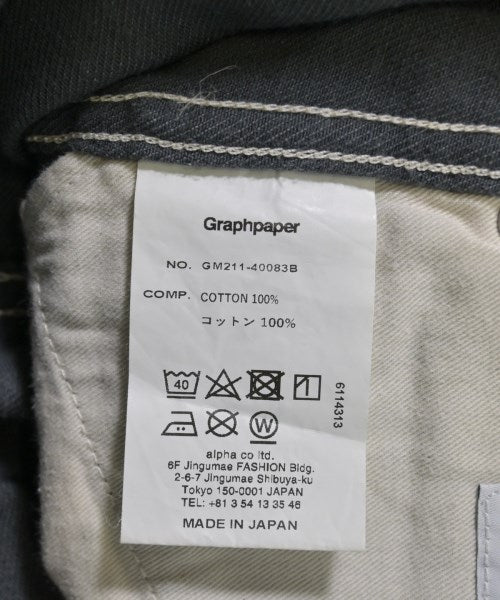 Graphpaper
NO. GM211-40083B
COMP. COTTON 100%
コットン 100%
40
W
6114313
alpha co ltd.
6F Jingumae FASHION Bldg.
2-6-7 Jingumae Shibuya-ku
Tokyo 150-0001 JAPAN
TEL: +81 3 54 13 35 46
MADE IN JAPAN